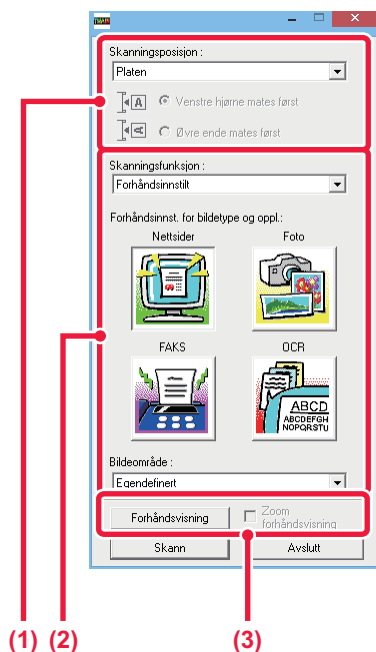 TWAIN
Skanningsposisjon :
Platen
A
Venstre hjørne mates først
A
Øvre ende mates først
Skanningsfunksjon :
Forhåndsinnstilt
Forhåndsinnst. for bildetype og oppl.:
Nettsider
Foto
FAKS
OCR
ABCD
ABCDEFGH
NOPQRSTU
Bildeområde :
Egendefinert
Forhåndsvisning
Zoom
forhåndsvisning
Skann
Avslutt
(1) (2) (3)